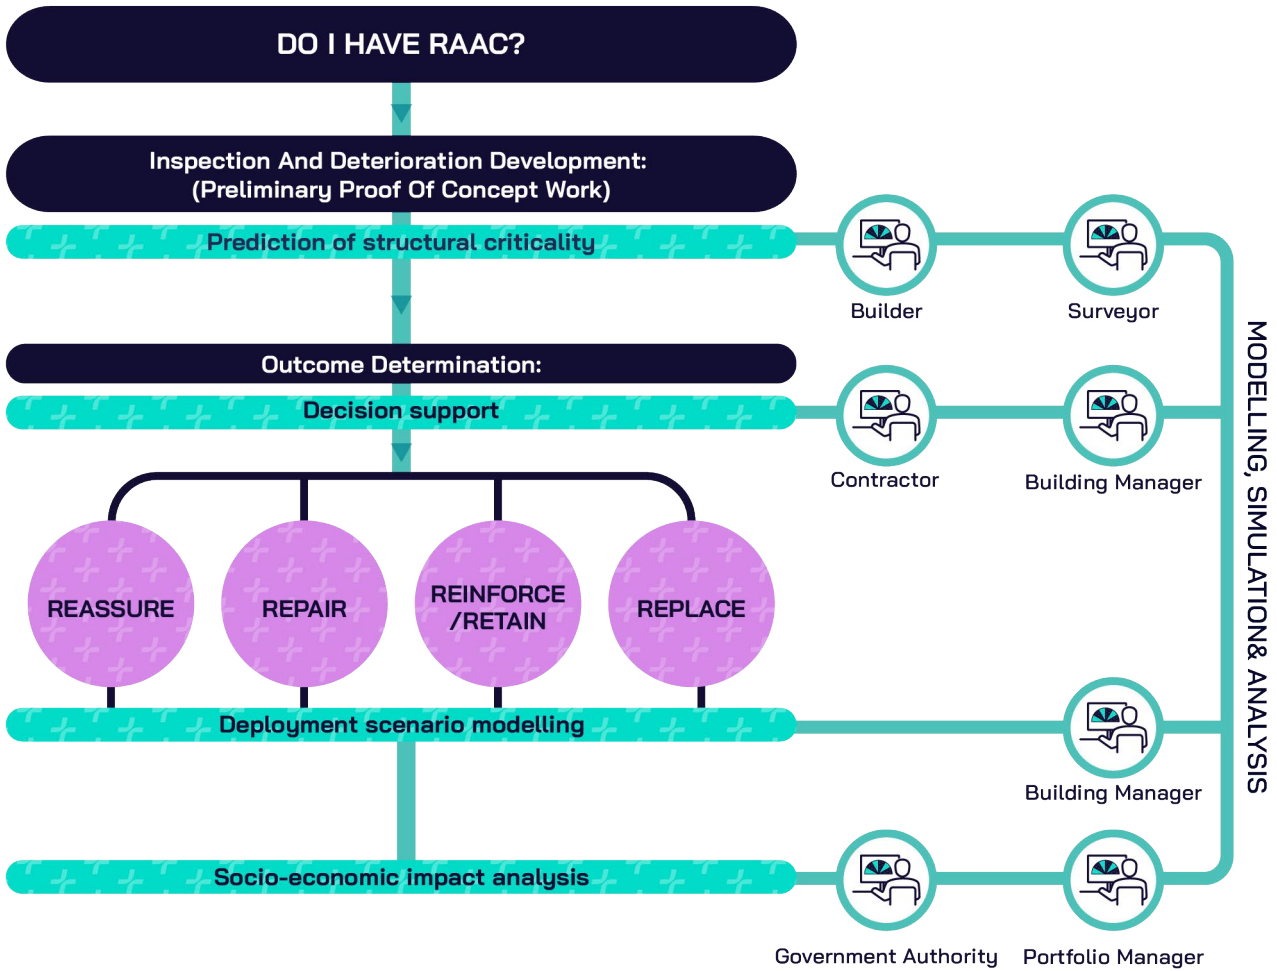 DO I HAVE RAAC?
Inspection And Deterioration Development:
(Preliminary Proof Of Concept Work)
Prediction of structural criticality
Builder
Surveyor
Outcome Determination:
Decision support
Contractor
Building Manager
REASSURE
REPAIR
REINFORCE
/RETAIN
REPLACE
Deployment scenario modelling
Building Manager
Socio-economic impact analysis
Government Authority
Portfolio Manager
MODELLING, SIMULATION& ANALYSIS